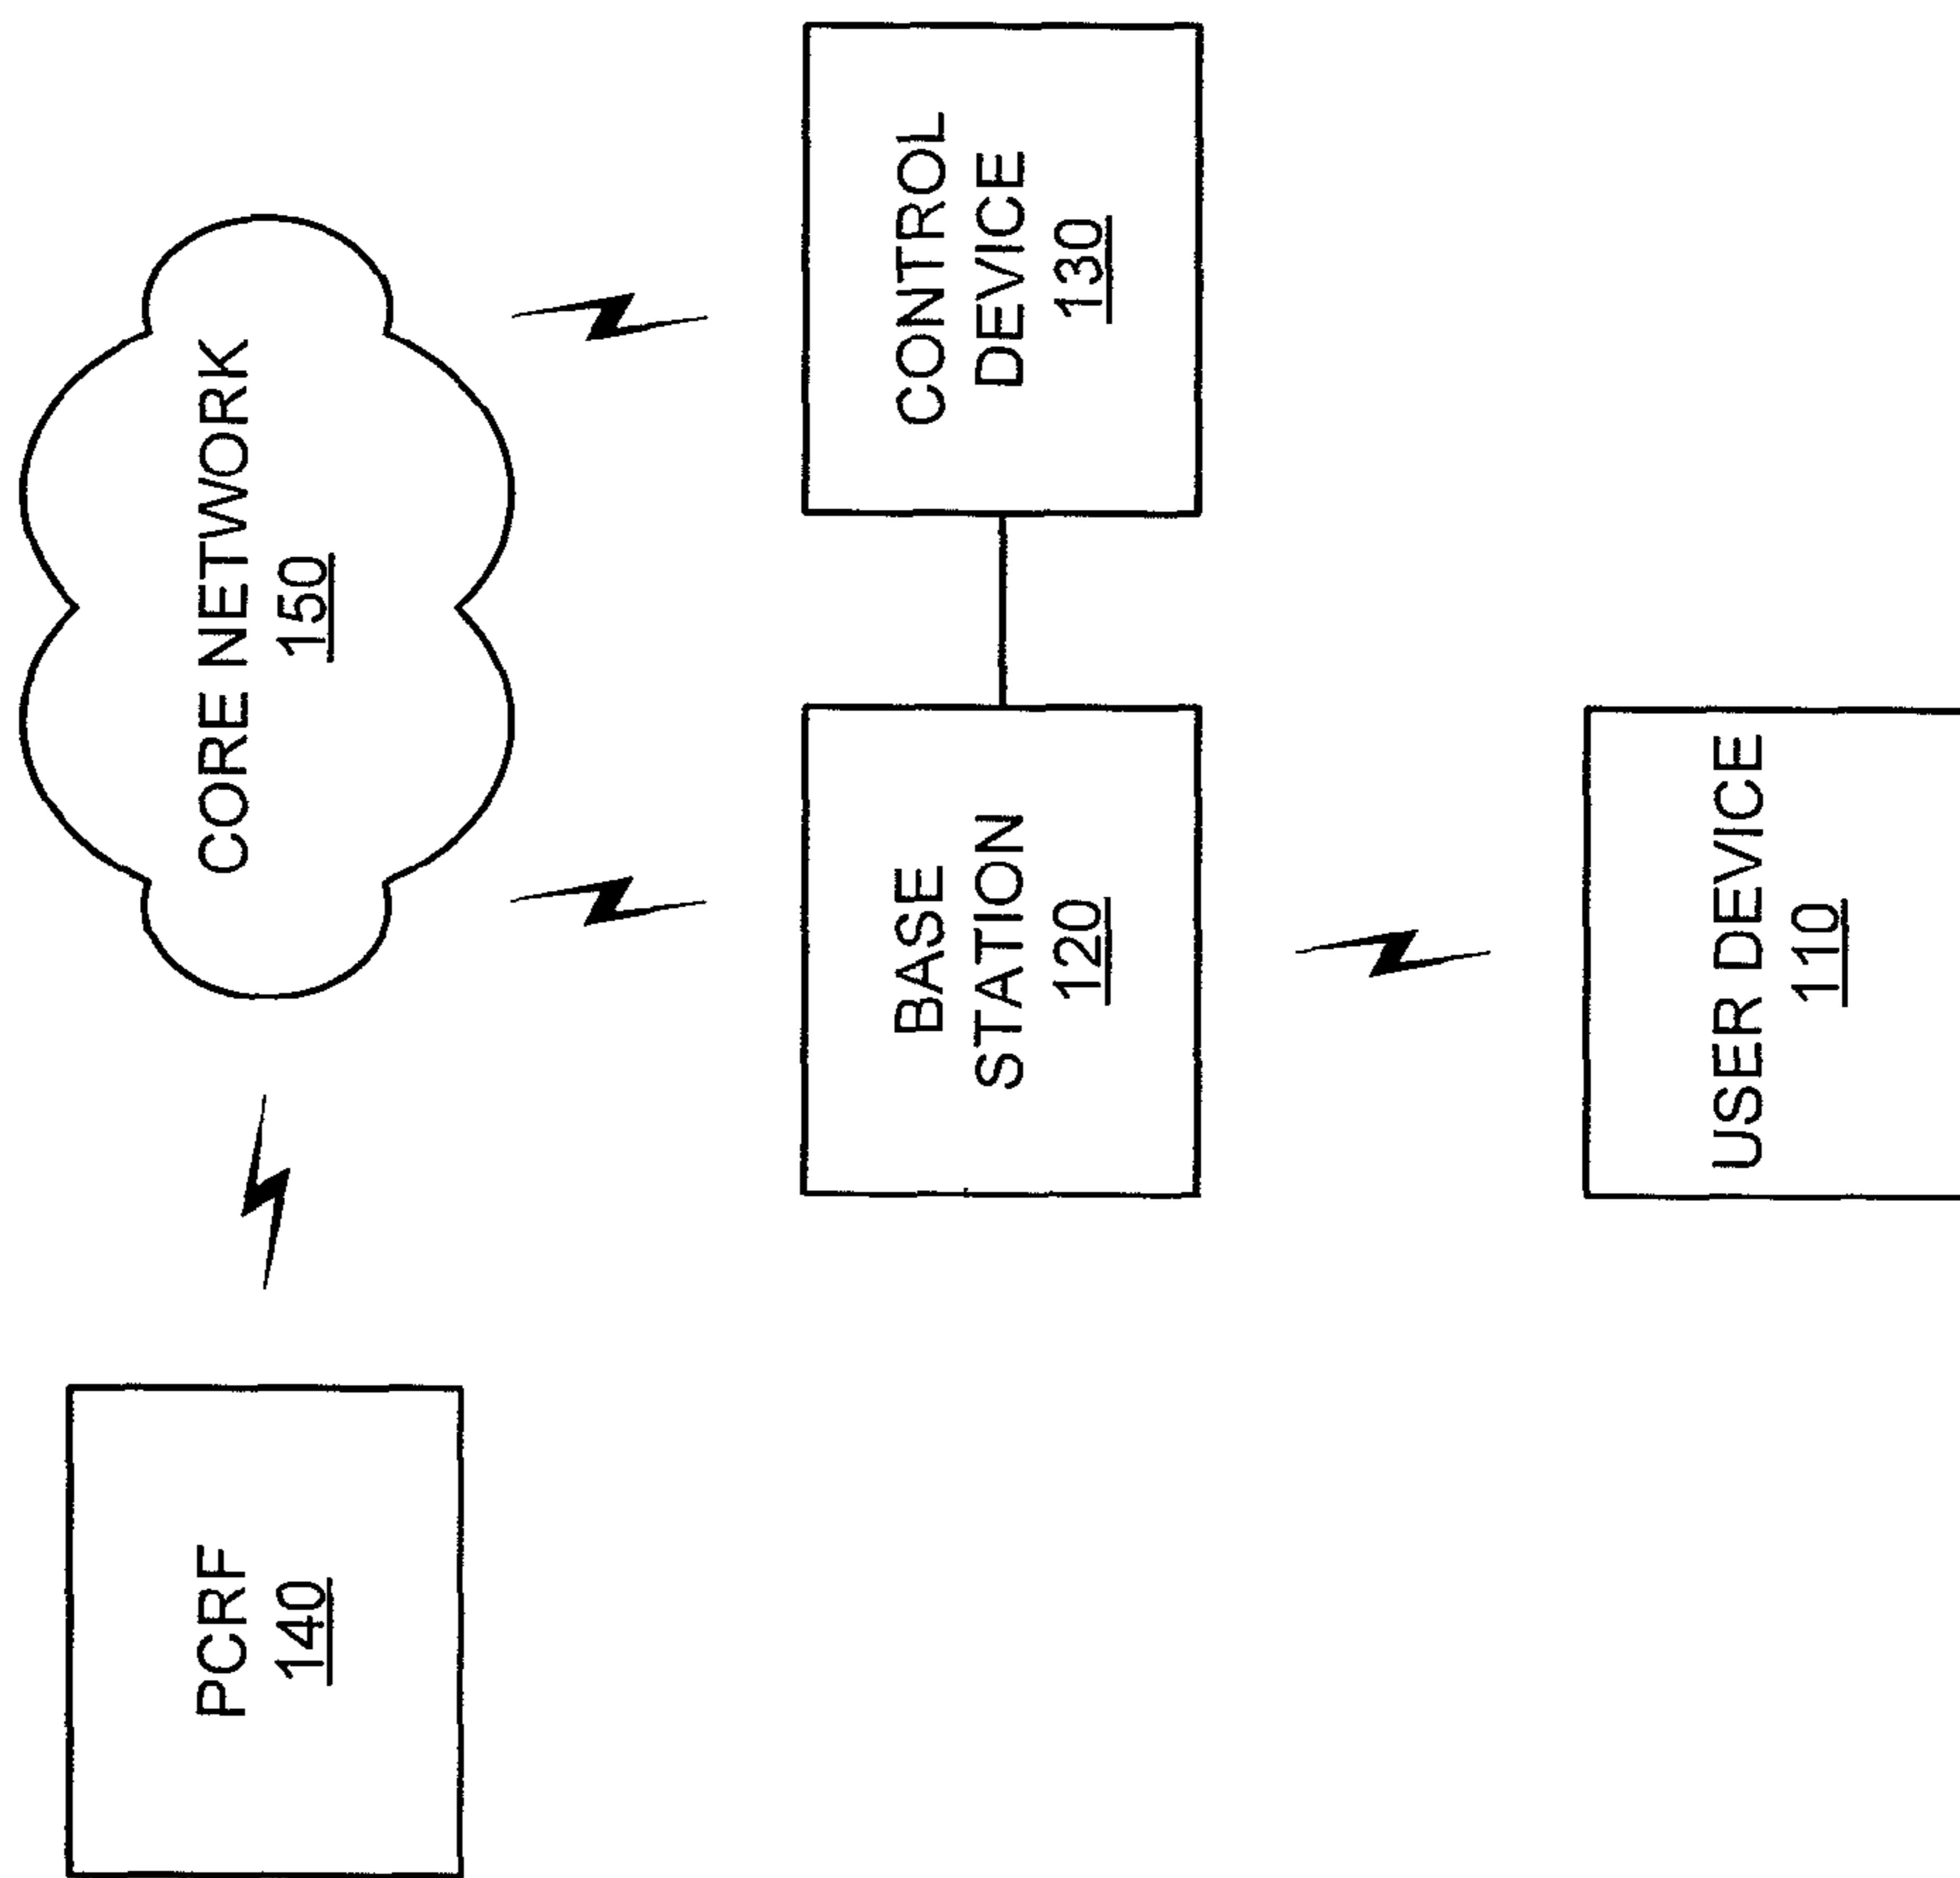 PCRF
140
CORE NETWORK
150
BASE
STATION
120
CONTROL
DEVICE
130
USER DEVICE
110